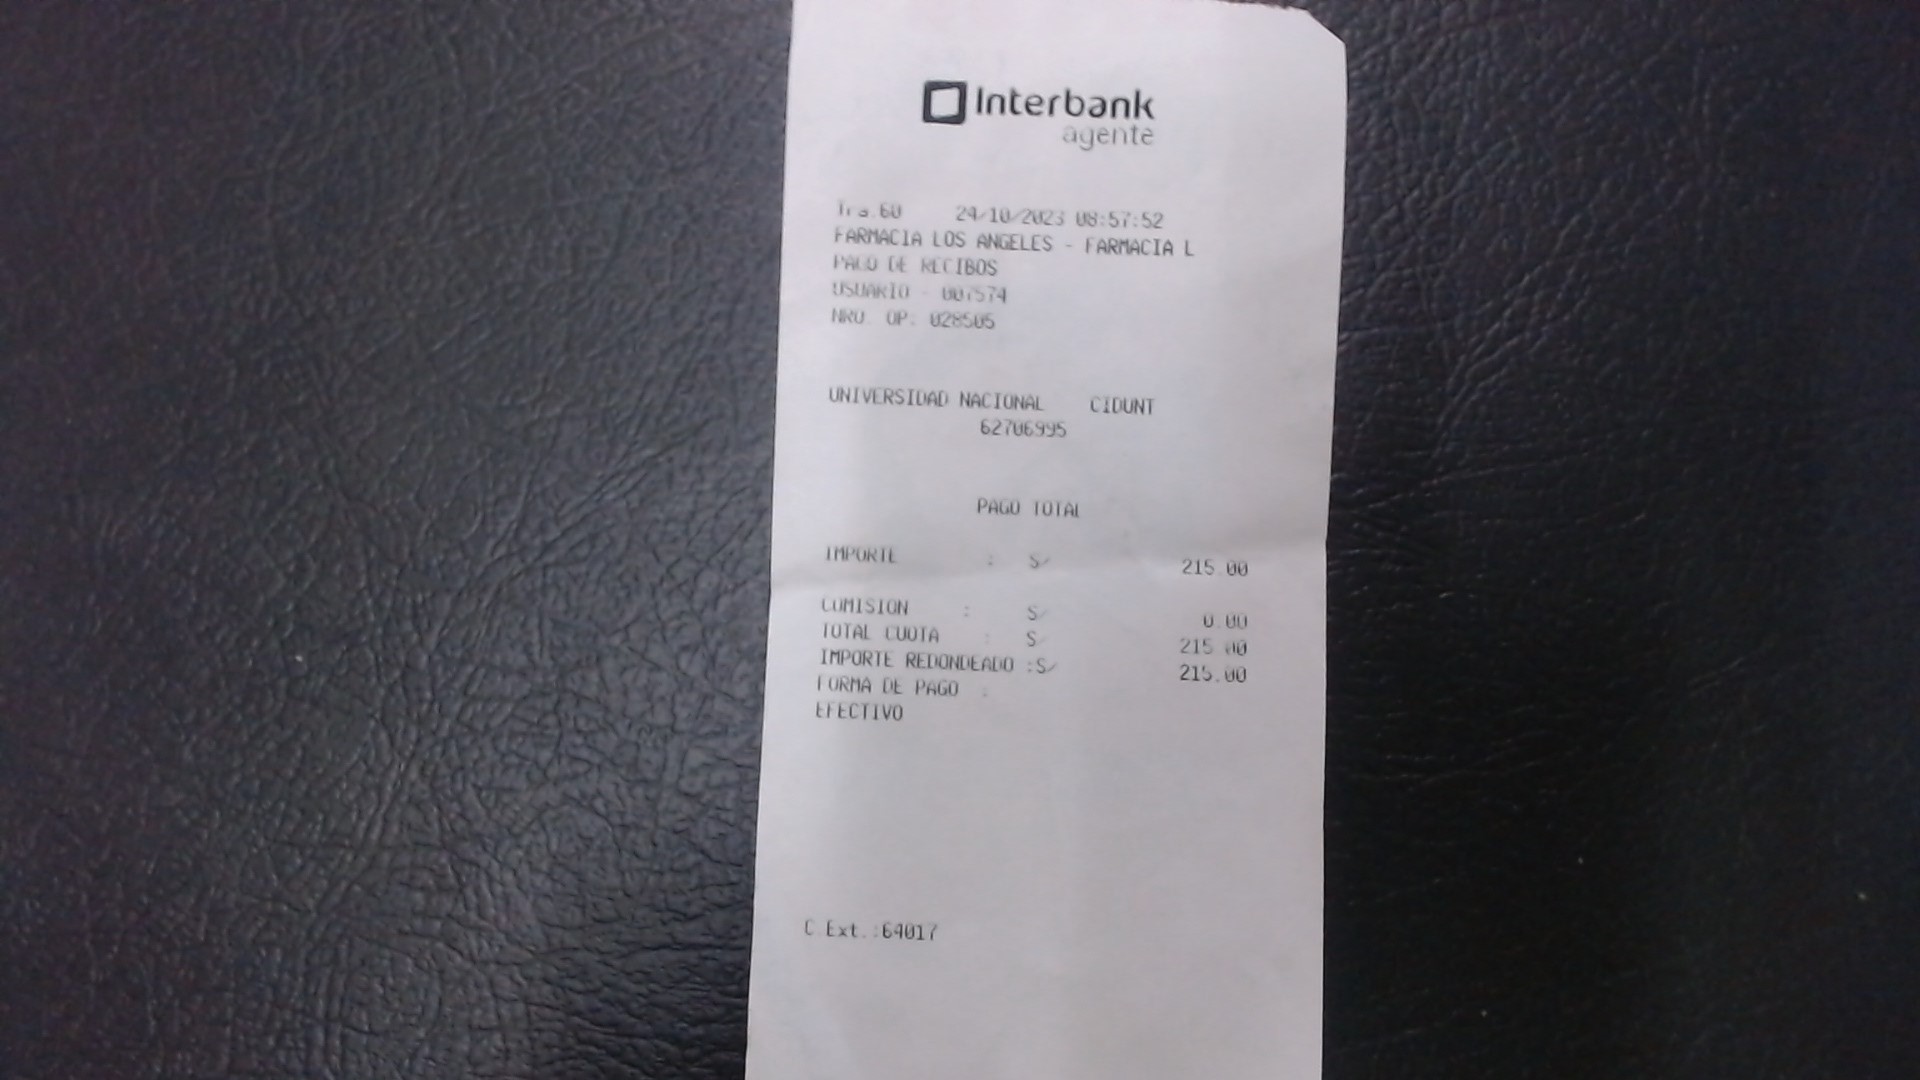 Interbank
agente
Trs.60 24/10/2023 08:57:52
FARMACIA LOS ANGELES - FARMACIA L
PAGO DE RECIBOS
USUARIO - 007574
NRO. OP: 028505
UNIVERSIDAD NACIONAL CIDUNT
62706995
PAGO TOTAL
IMPORTE : S/ 215.00
COMISION : S/ 0.00
TOTAL CUOTA : S/ 215.00
IMPORTE REDONDEADO :S/ 215.00
FORMA DE PAGO :
EFECTIVO
C.Ext.:64017